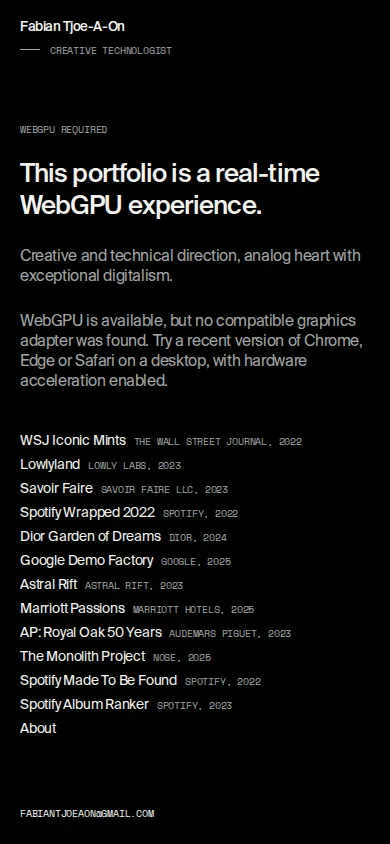 Fabian Tjoe-A-On
CREATIVE TECHNOLOGIST
WEBGPU REQUIRED
This portfolio is a real-time
WebGPU experience.
Creative and technical direction, analog heart with
exceptional digitalism.
WebGPU is available, but no compatible graphics
adapter was found. Try a recent version of Chrome,
Edge or Safari on a desktop, with hardware
acceleration enabled.
WSJ Iconic Mints THE WALL STREET JOURNAL, 2022
Lowlyland LOWLY LABS, 2023
Savoir Faire SAVOIR FAIRE LLC, 2023
Spotify Wrapped 2022 SPOTIFY, 2022
Dior Garden of Dreams DIOR, 2024
Google Demo Factory GOOGLE, 2025
Astral Rift ASTRAL RIFT, 2023
Marriott Passions MARRIOTT HOTELS, 2025
AP: Royal Oak 50 Years AUDEMARS PIGUET, 2023
The Monolith Project NOSE, 2025
Spotify Made To Be Found SPOTIFY, 2022
Spotify Album Ranker SPOTIFY, 2023
About
FABIANTJOEAON@GMAIL.COM